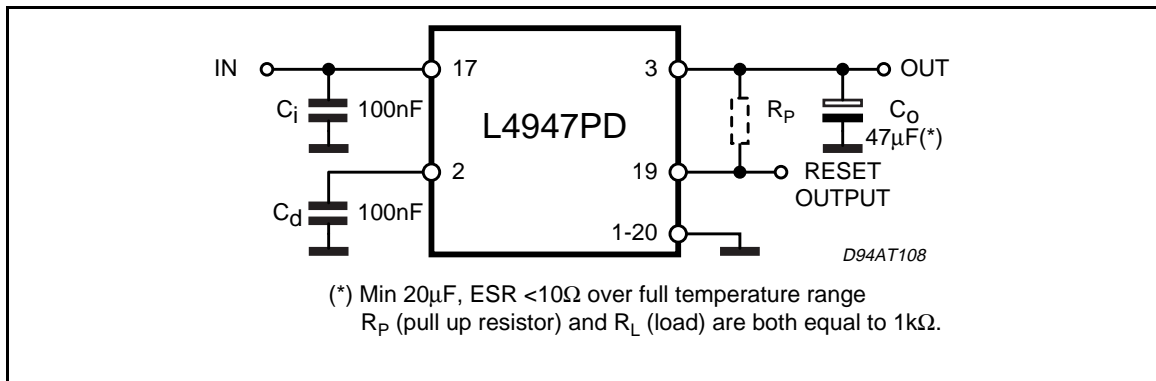 IN
17
3
OUT
Ci
100nF
L4947PD
RP
Co
47µF(*)
2
19
RESET
OUTPUT
Cd
100nF
1-20
D94AT108
(*) Min 20µF, ESR <10Ω over full temperature range
RP (pull up resistor) and RL (load) are both equal to 1kΩ.